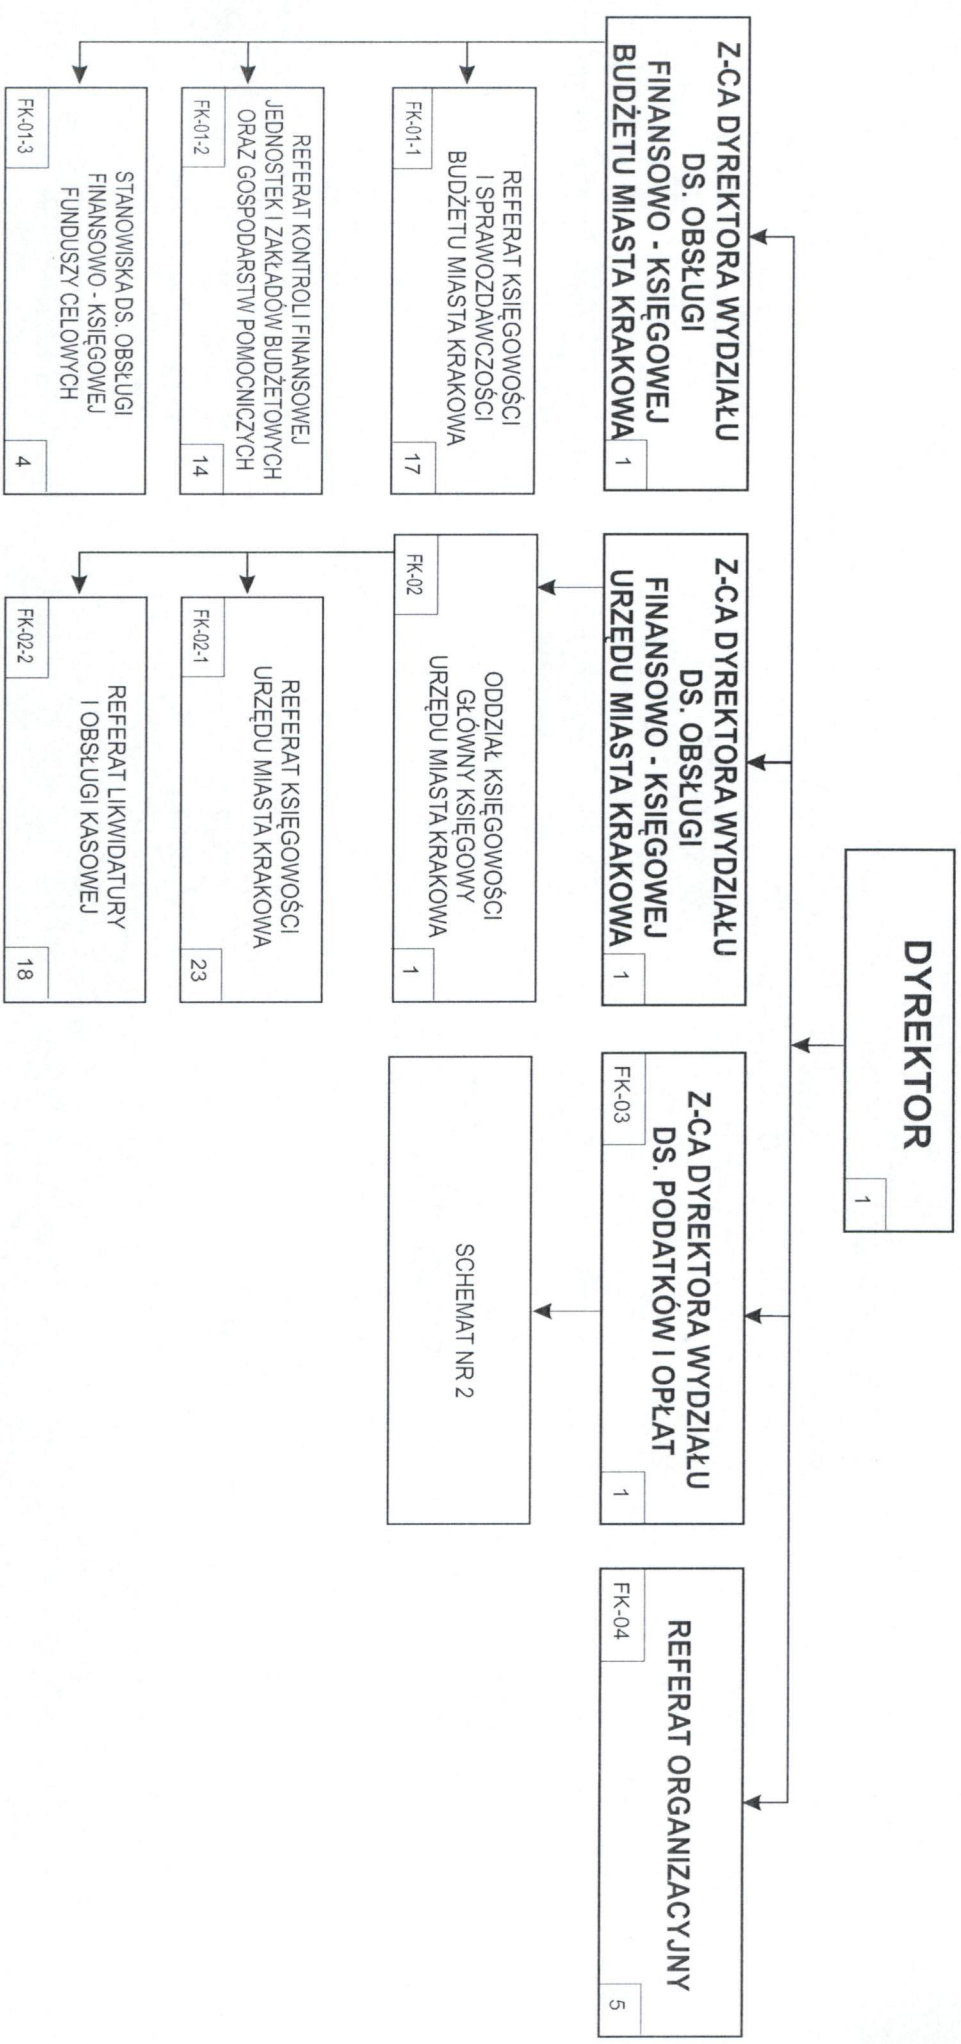 DYREKTOR
1
Z-CA DYREKTORA WYDZIAŁU
DS. OBSŁUGI
FINANSOWO - KSIĘGOWEJ
BUDŻETU MIASTA KRAKOWA
1
Z-CA DYREKTORA WYDZIAŁU
DS. OBSŁUGI
FINANSOWO - KSIĘGOWEJ
URZĘDU MIASTA KRAKOWA
1
Z-CA DYREKTORA WYDZIAŁU
DS. PODATKÓW I OPŁAT
FK-03
1
REFERAT ORGANIZACYJNY
FK-04
5
REFERAT KSIĘGOWOŚCI
I SPRAWOZDAWCZOŚCI
BUDŻETU MIASTA KRAKOWA
FK-01-1
17
ODDZIAŁ KSIĘGOWOŚCI
GŁÓWNY KSIĘGOWY
URZĘDU MIASTA KRAKOWA
FK-02
1
SCHEMAT NR 2
REFERAT KONTROLI FINANSOWEJ
JEDNOSTEK I ZAKŁADÓW BUDŻETOWYCH
ORAZ GOSPODARSTW POMOCNICZYCH
FK-01-2
14
REFERAT KSIĘGOWOŚCI
URZĘDU MIASTA KRAKOWA
FK-02-1
23
STANOWISKA DS. OBSŁUGI
FINANSOWO - KSIĘGOWEJ
FUNDUSZY CELOWYCH
FK-01-3
4
REFERAT LIKWIDATURY
I OBSŁUGI KASOWEJ
FK-02-2
18